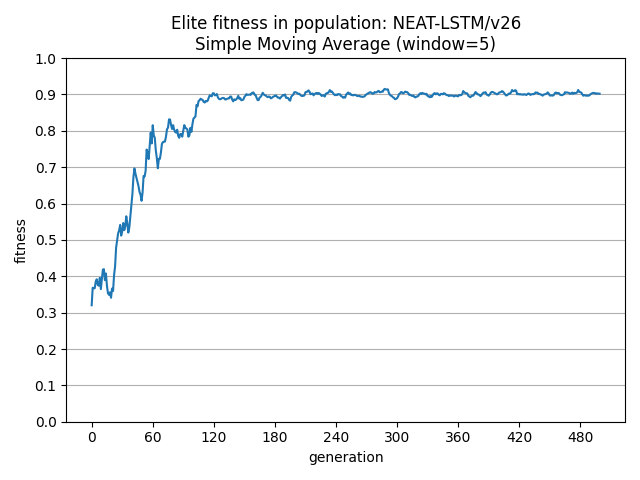 Elite fitness in population: NEAT-LSTM/v26
Simple Moving Average (window=5)
fitness
1.0
0.9
0.8
0.7
0.6
0.5
0.4
0.3
0.2
0.1
0.0
0 60 120 180 240 300 360 420 480
generation